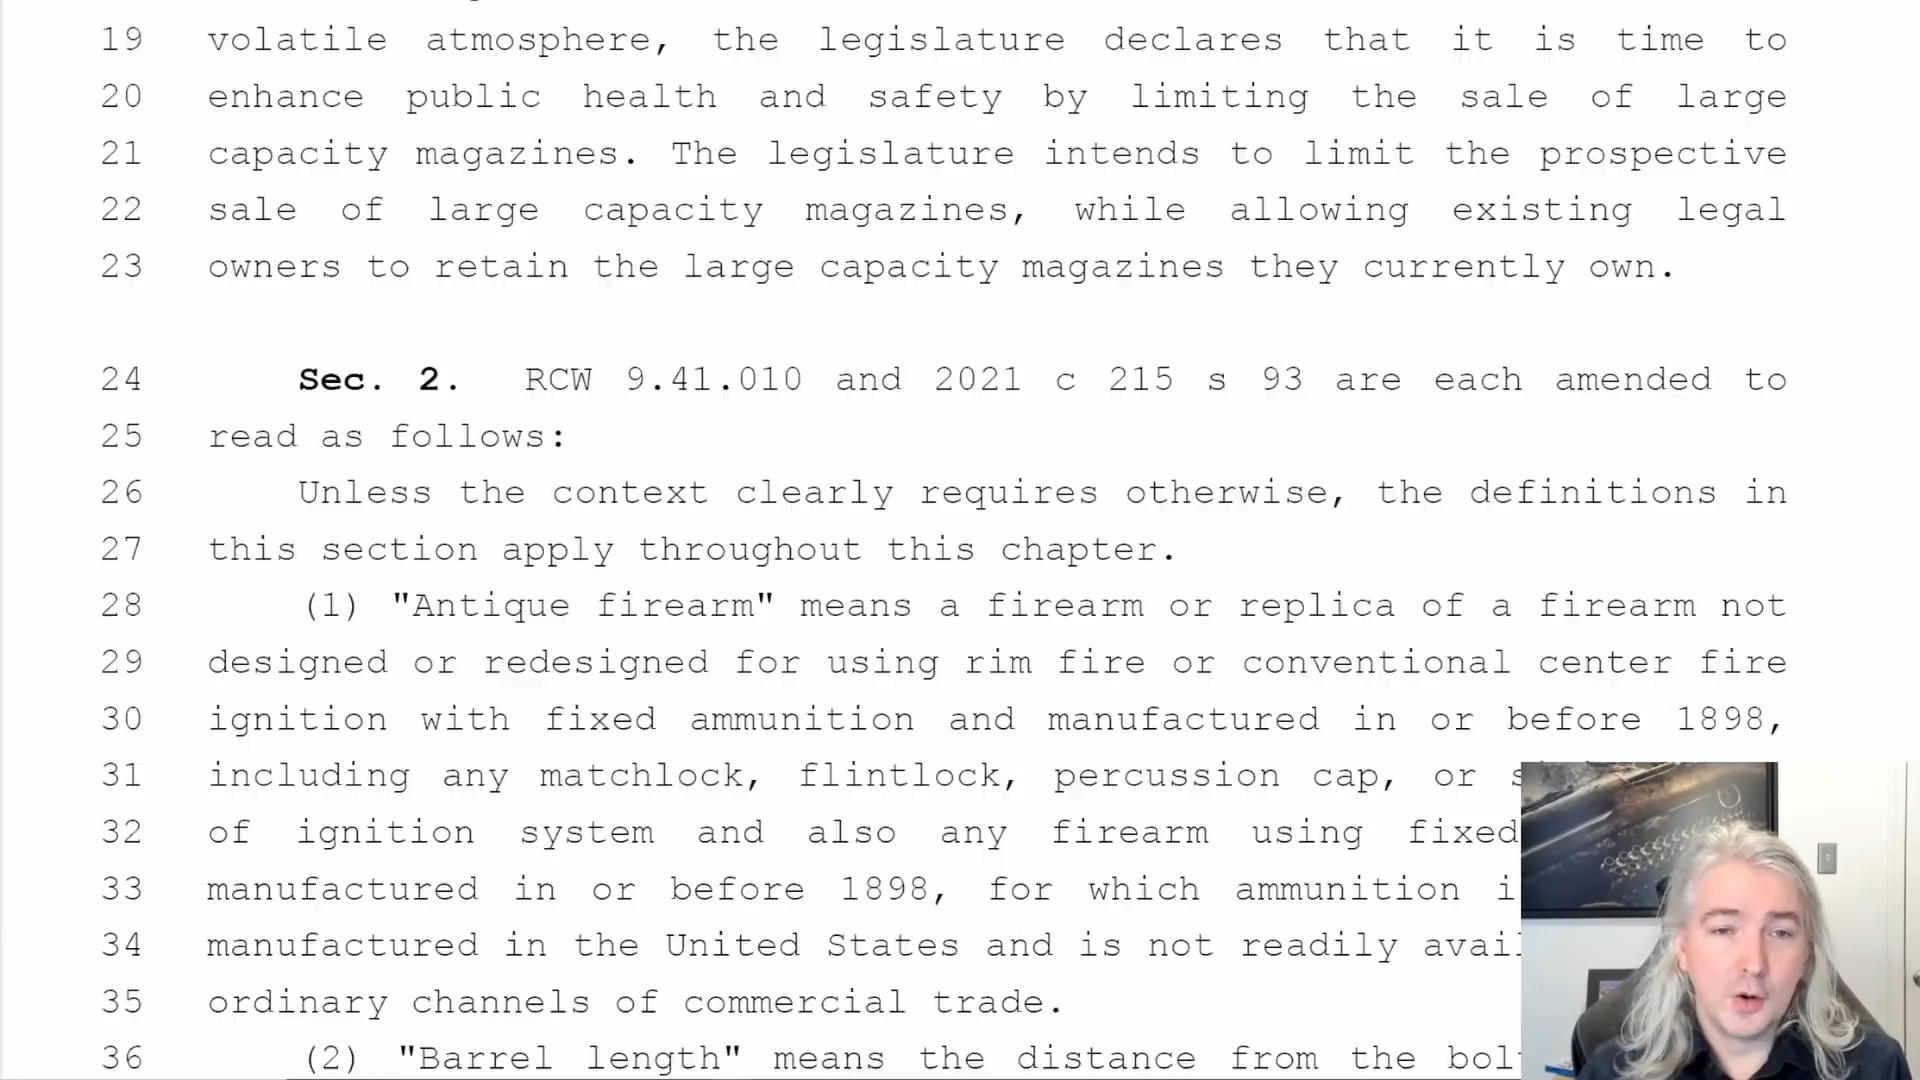 19 volatile atmosphere, the legislature declares that it is time to
20 enhance public health and safety by limiting the sale of large
21 capacity magazines. The legislature intends to limit the prospective
22 sale of large capacity magazines, while allowing existing legal
23 owners to retain the large capacity magazines they currently own.
24 Sec. 2. RCW 9.41.010 and 2021 c 215 s 93 are each amended to
25 read as follows:
26 Unless the context clearly requires otherwise, the definitions in
27 this section apply throughout this chapter.
28 (1) "Antique firearm" means a firearm or replica of a firearm not
29 designed or redesigned for using rim fire or conventional center fire
30 ignition with fixed ammunition and manufactured in or before 1898,
31 including any matchlock, flintlock, percussion cap, or
32 of ignition system and also any firearm using fixed
33 manufactured in or before 1898, for which ammunition
34 manufactured in the United States and is not readily
35 ordinary channels of commercial trade.
36 (2) "Barrel length" means the distance from the